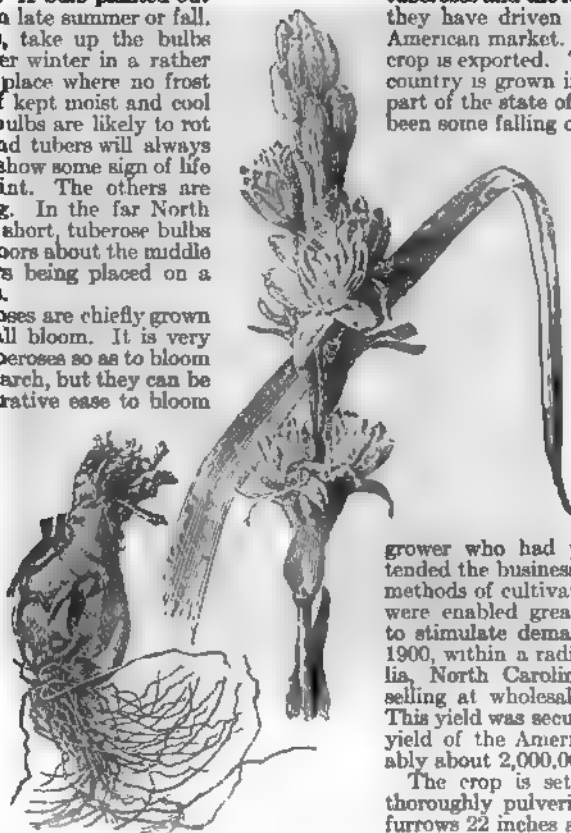 late summer or fall.
take up the bulbs
er winter in a rather
place where no frost
kept moist and cool
bulbs are likely to rot
nd tubers will always
show some sign of life
int. The others are
g. In the far North
short, tuberose bulbs
oors about the middle
s being placed on a
oses are chiefly grown
all bloom. It is very
beroses so as to bloom
arch, but they can be
rative ease to bloom
they have driven
American market.
crop is exported.
country is grown i
part of the state of
been some falling o
grower who had
tended the business
methods of cultivat
were enabled grea
to stimulate dema
1900, within a radi
lia, North Carolin
selling at wholesal
This yield was secu
yield of the Ameri
ably about 2,000,00
The crop is set
thoroughly pulveri
furrows 22 inches a